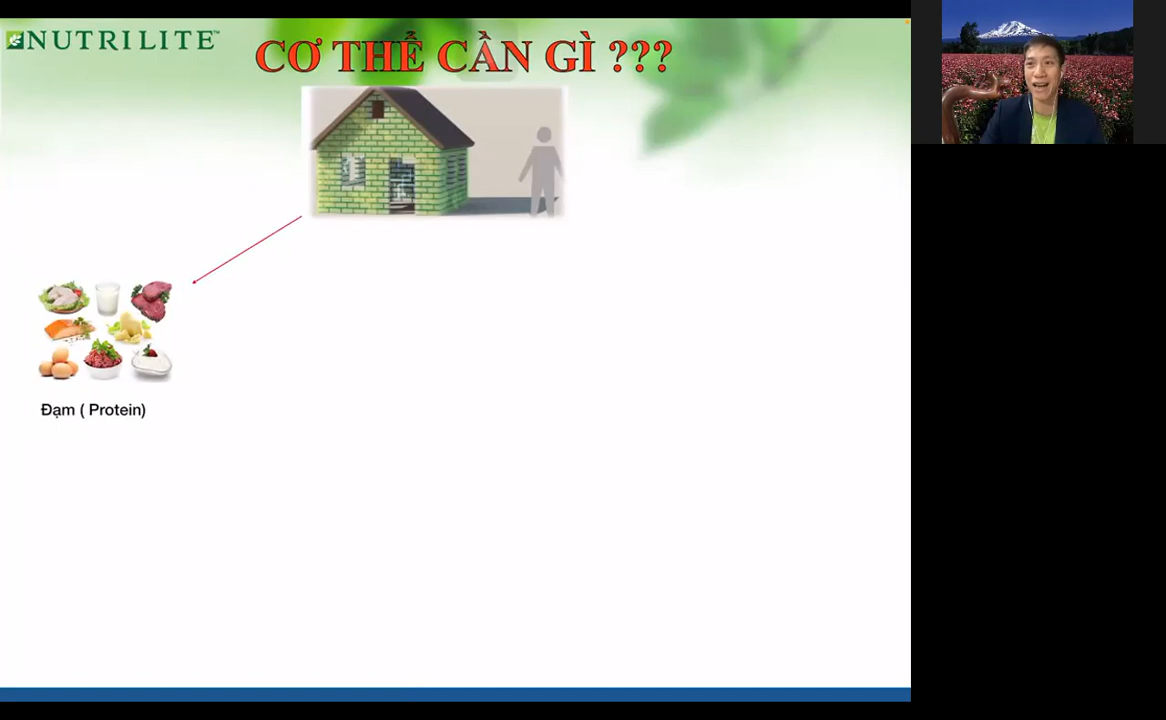 NUTRILITE™
CƠ THỂ CẦN GÌ ???
Đạm ( Protein)